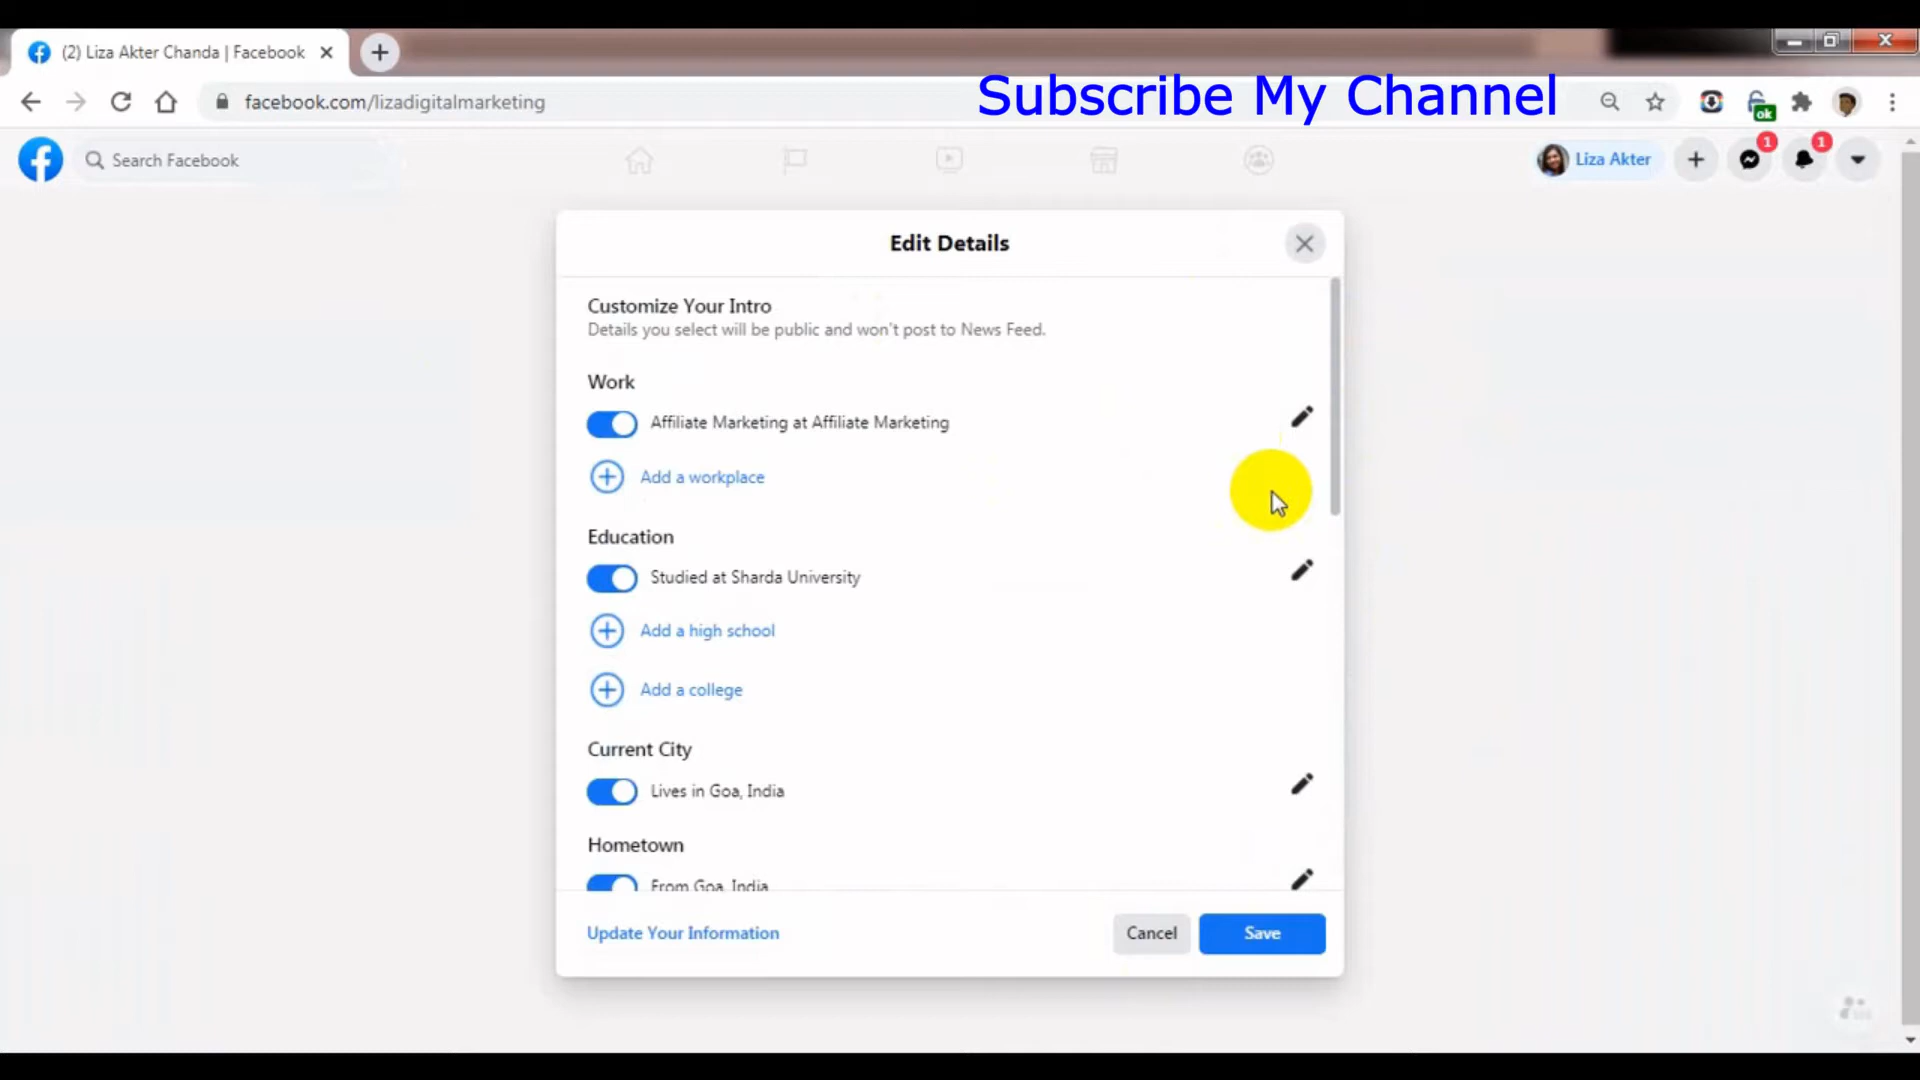 (2) Liza Akter Chanda | Facebook
facebook.com/lizadigitalmarketing
Subscribe My Channel
ok
Search Facebook
Liza Akter
1
1
Edit Details
Customize Your Intro
Details you select will be public and won't post to News Feed.
Work
Affiliate Marketing at Affiliate Marketing
Add a workplace
Education
Studied at Sharda University
Add a high school
Add a college
Current City
Lives in Goa, India
Hometown
From Goa, India
Update Your Information
Cancel
Save